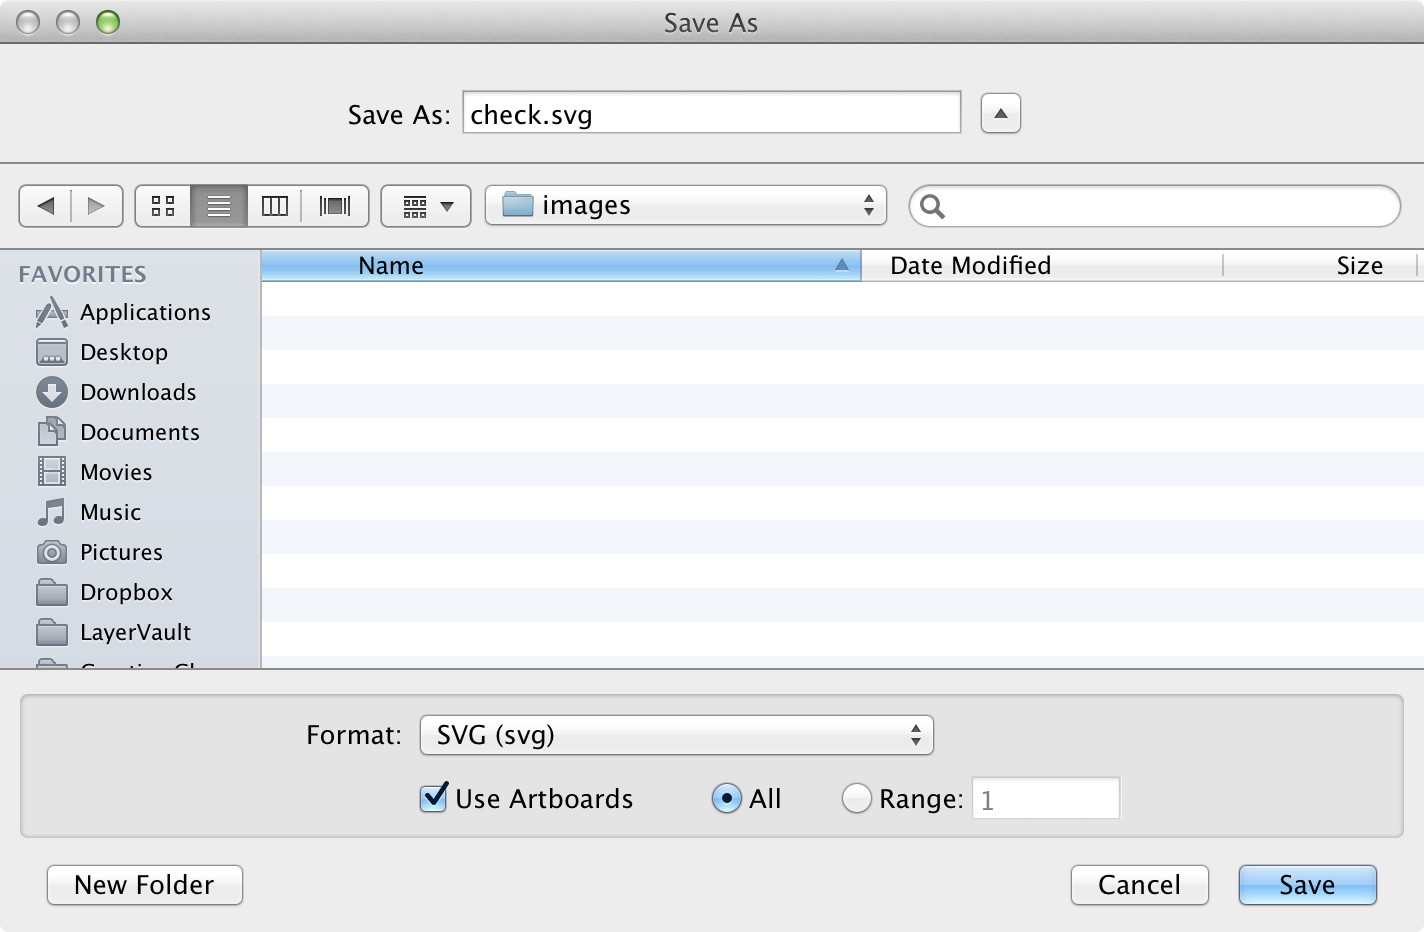 Save As
Save As: check.svg
images
FAVORITES
Name Date Modified Size
Applications
Desktop
Downloads
Documents
Movies
Music
Pictures
Dropbox
LayerVault
Format: SVG (svg)
Use Artboards All Range: 1
New Folder Cancel Save